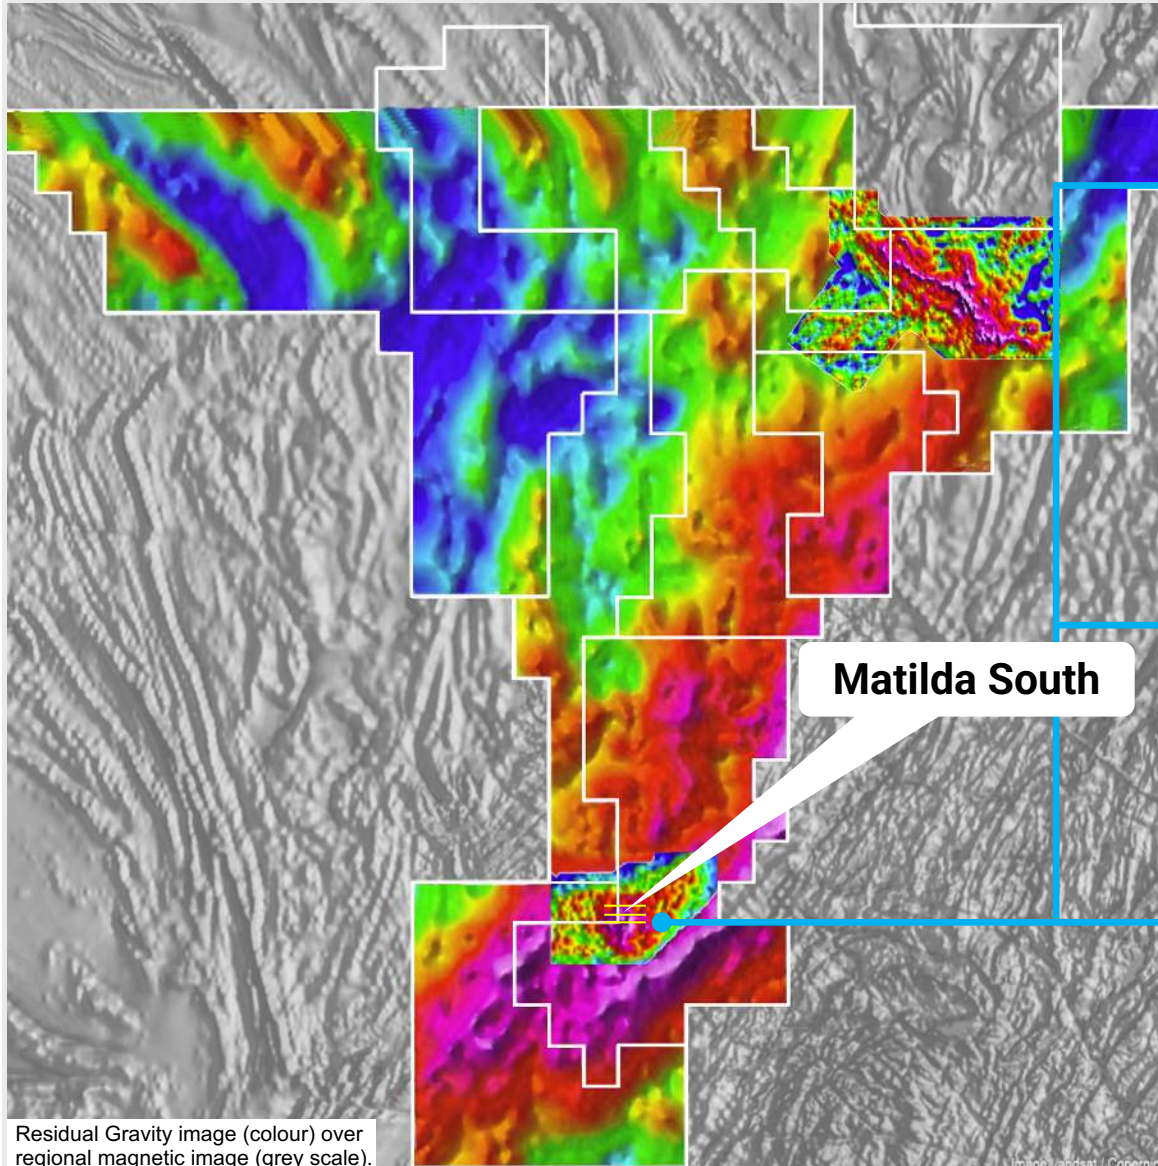 Matilda South
Residual Gravity image (colour) over
regional magnetic image (grey scale).